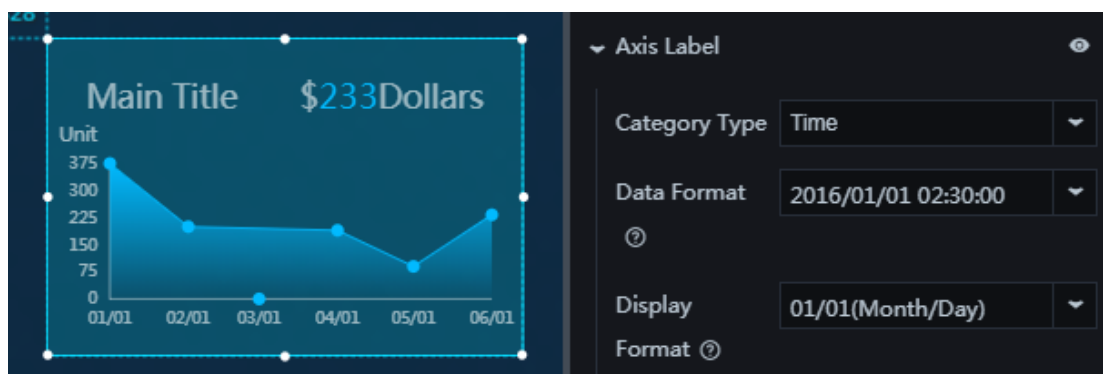 28
Main Title $233Dollars
Unit
375
300
225
150
75
0
01/01 02/01 03/01 04/01 05/01 06/01
Axis Label
Category Type Time
Data Format 2016/01/01 02:30:00
Display 01/01(Month/Day)
Format